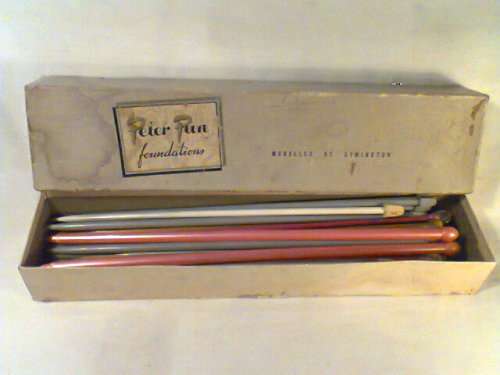 Peter Pan
foundations
MODELLED BY SYMINGTON